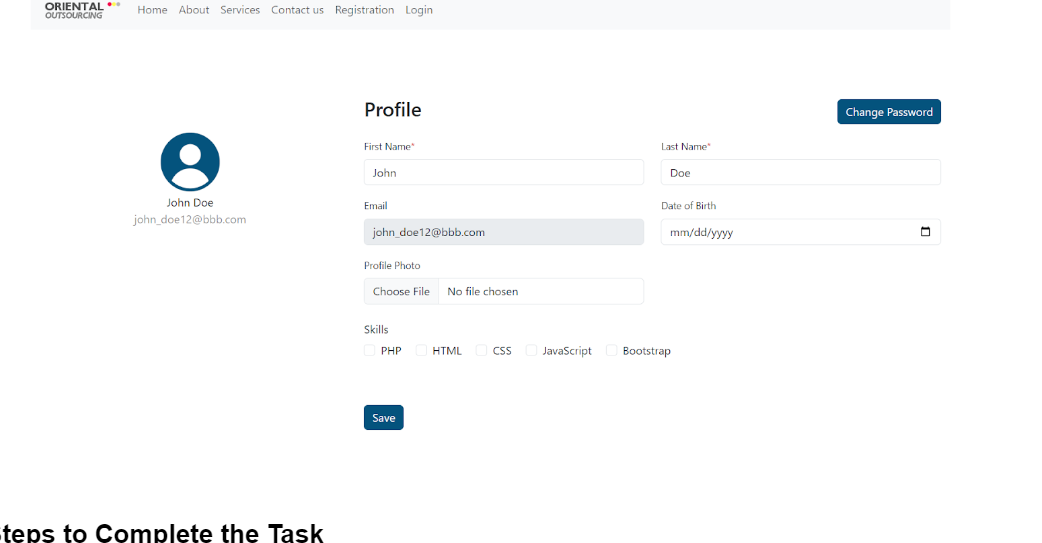 ORIENTAL
OUTSOURCING
Home About Services Contact us Registration Login
Profile
Change Password
First Name*
Last Name*
John
Doe
John Doe
john_doe12@bbb.com
Email
Date of Birth
john_doe12@bbb.com
mm/dd/yyyy
Profile Photo
Choose File No file chosen
Skills
PHP HTML CSS JavaScript Bootstrap
Save
Steps to Complete the Task